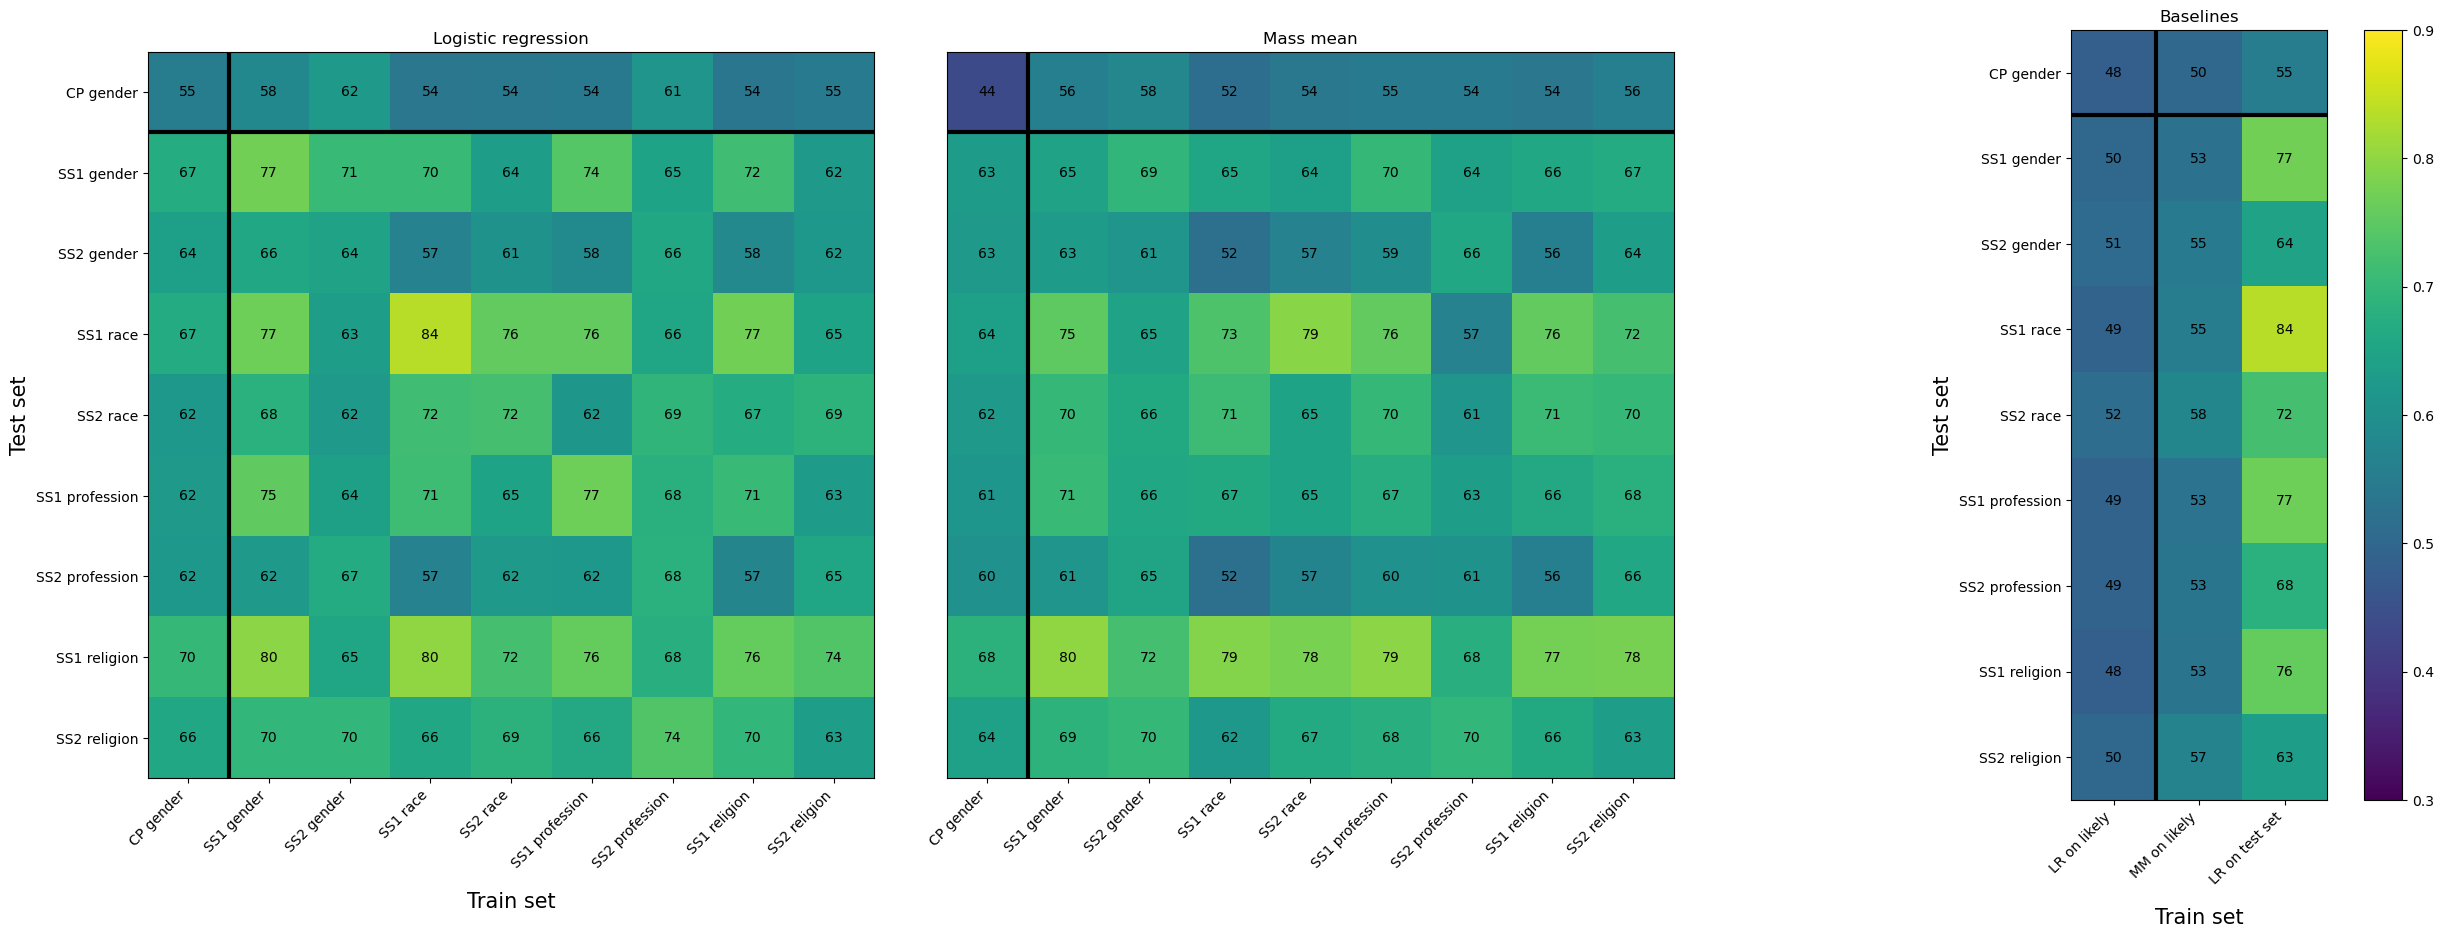 Logistic regression
CP gender 55 58 62 54 54 54 61 54 55
SS1 gender 67 77 71 70 64 74 65 72 62
SS2 gender 64 66 64 57 61 58 66 58 62
SS1 race 67 77 63 84 76 76 66 77 65
SS2 race 62 68 62 72 72 62 69 67 69
SS1 profession 62 75 64 71 65 77 68 71 63
SS2 profession 62 62 67 57 62 62 68 57 65
SS1 religion 70 80 65 80 72 76 68 76 74
SS2 religion 66 70 70 66 69 66 74 70 63
Test set
CP gender SS1 gender SS2 gender SS1 race SS2 race SS1 profession SS2 profession SS1 religion SS2 religion
Train set
Mass mean
44 56 58 52 54 55 54 54 56
63 65 69 65 64 70 64 66 67
63 63 61 52 57 59 66 56 64
64 75 65 73 79 76 57 76 72
62 70 66 71 65 70 61 71 70
61 71 66 67 65 67 63 66 68
60 61 65 52 57 60 61 56 66
68 80 72 79 78 79 68 77 78
64 69 70 62 67 68 70 66 63
CP gender SS1 gender SS2 gender SS1 race SS2 race SS1 profession SS2 profession SS1 religion SS2 religion
Baselines
CP gender 48 50 55
SS1 gender 50 53 77
SS2 gender 51 55 64
SS1 race 49 55 84
SS2 race 52 58 72
SS1 profession 49 53 77
SS2 profession 49 53 68
SS1 religion 48 53 76
SS2 religion 50 57 63
Test set
LR on likely MM on likely LR on test set
Train set
0.9
0.8
0.7
0.6
0.5
0.4
0.3